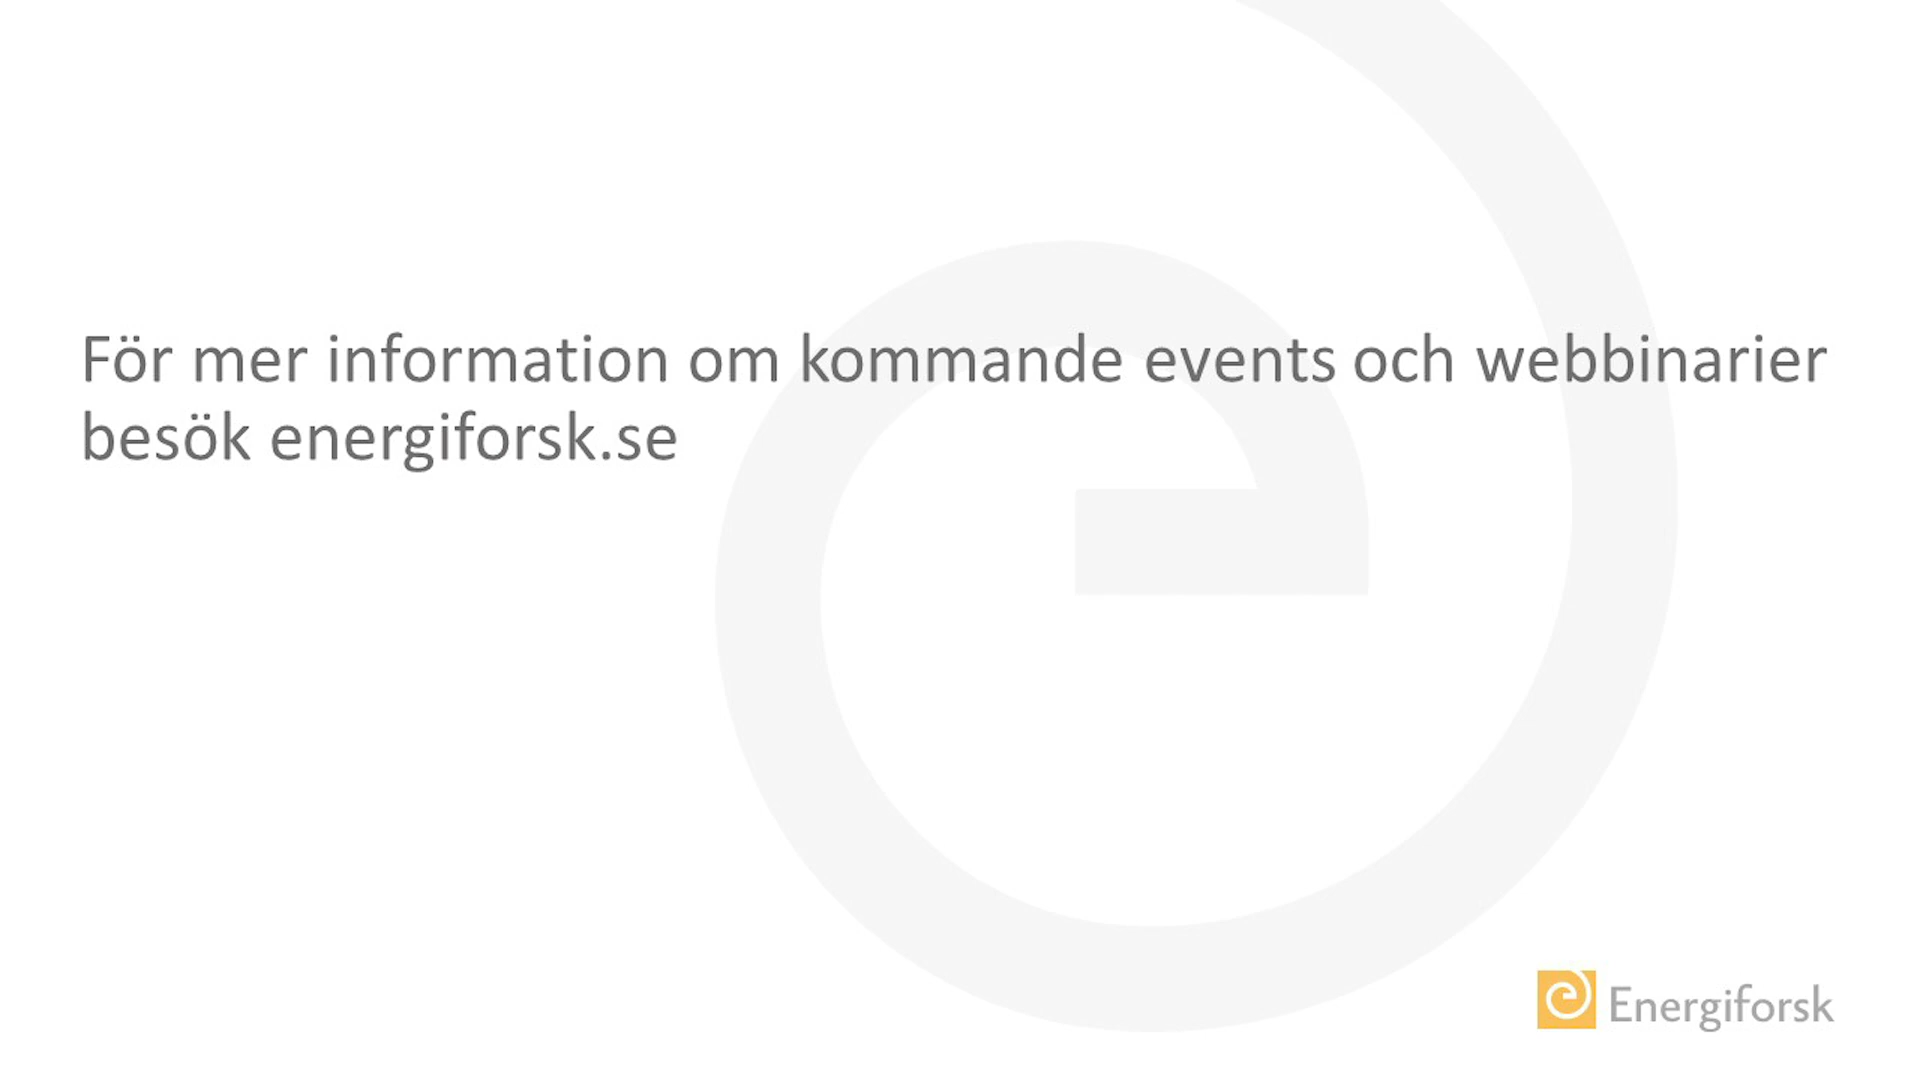 För mer information om kommande events och webbinarier
besök energiforsk.se
Energiforsk